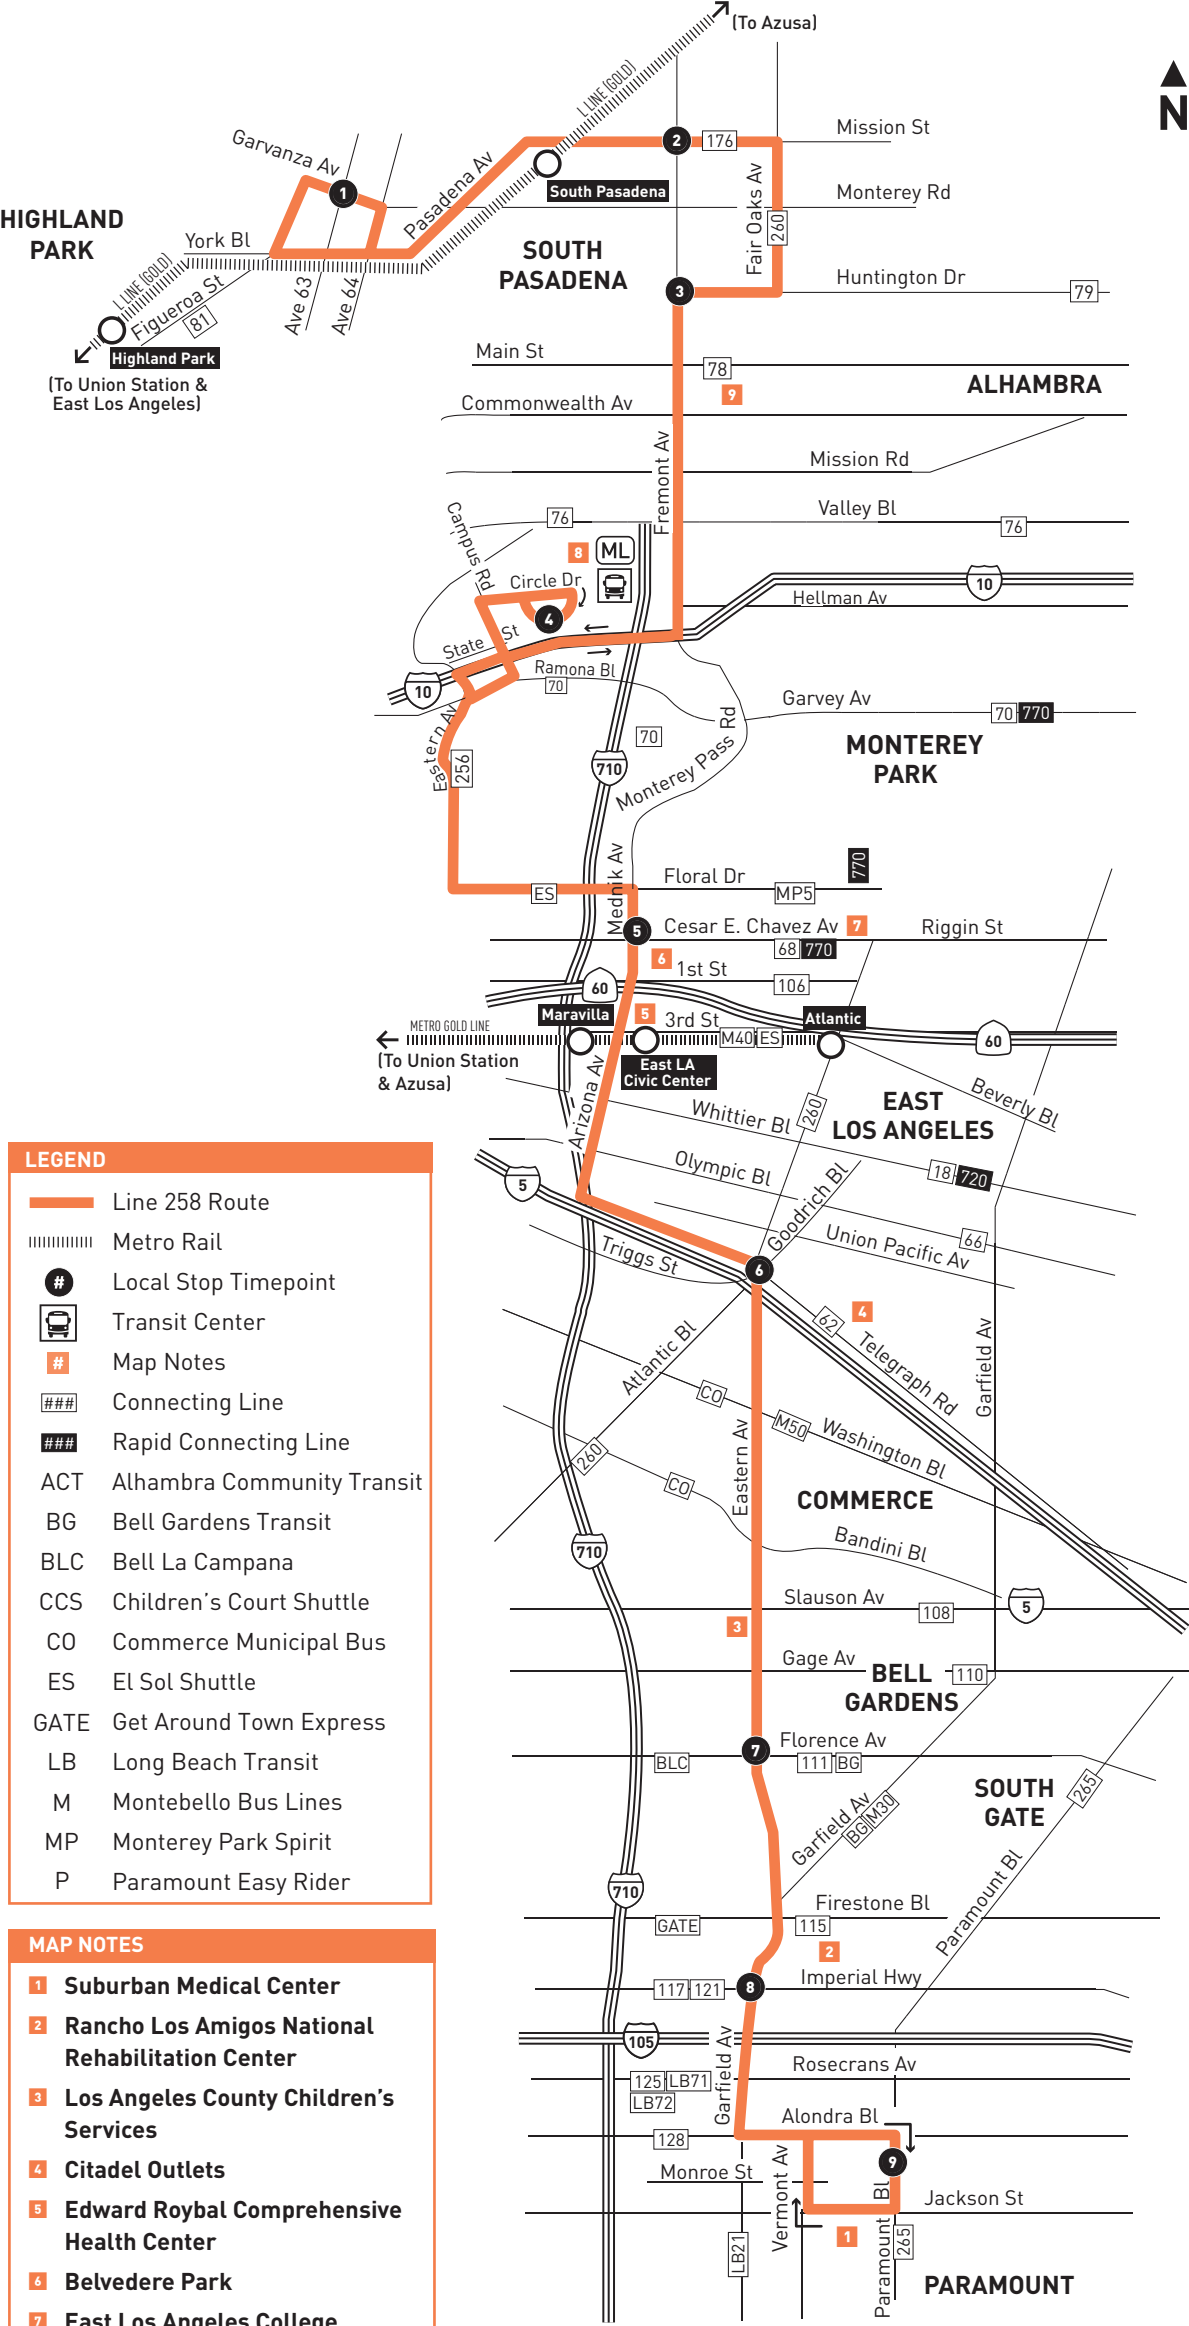 (To Azusa)
N
L LINE (GOLD)
Mission St
2
176
Garvanza Av
Pasadena Av
1
South Pasadena
Fair Oaks Av
Monterey Rd
HIGHLAND
PARK
York Bl
SOUTH
PASADENA
260
L LINE (GOLD)
Figueroa St
81
Ave 63
Ave 64
3
Huntington Dr
79
Highland Park
(To Union Station &
East Los Angeles)
Main St
78
9
ALHAMBRA
Commonwealth Av
Fremont Av
Mission Rd
Campus Rd
76
Valley Bl
76
8
ML
Circle Dr
10
4
Hellman Av
State St
Ramona Bl
70
10
Garvey Av
70
770
Eastern Av
256
70
710
Monterey Pass Rd
MONTEREY
PARK
Mednik Av
Floral Dr
770
ES
MP5
5
Cesar E. Chavez Av
7
Riggin St
68
770
6
1st St
60
106
Maravilla
5
3rd St
Atlantic
METRO GOLD LINE
M40
ES
60
(To Union Station
& Azusa)
East LA
Civic Center
Arizona Av
Whittier Bl
260
EAST
LOS ANGELES
Beverly Bl
Olympic Bl
18
720
5
Goodrich Bl
Triggs St
Union Pacific Av
66
6
62
4
Atlantic Bl
Telegraph Rd
Garfield Av
CO
M50
Washington Bl
260
Eastern Av
CO
COMMERCE
710
Bandini Bl
Slauson Av
108
5
3
Gage Av
110
BELL
GARDENS
7
Florence Av
BLC
111
BG
SOUTH
GATE
265
Garfield Av
BG
M30
Paramount Bl
710
Firestone Bl
GATE
115
2
117
121
8
Imperial Hwy
105
Garfield Av
Rosecrans Av
125
LB71
LB72
Alondra Bl
128
9
Monroe St
Vermont Av
Jackson St
1
LB21
Paramount Bl
265
PARAMOUNT
LEGEND
Line 258 Route
Metro Rail
# Local Stop Timepoint
Transit Center
# Map Notes
### Connecting Line
### Rapid Connecting Line
ACT Alhambra Community Transit
BG Bell Gardens Transit
BLC Bell La Campana
CCS Children’s Court Shuttle
CO Commerce Municipal Bus
ES El Sol Shuttle
GATE Get Around Town Express
LB Long Beach Transit
M Montebello Bus Lines
MP Monterey Park Spirit
P Paramount Easy Rider
MAP NOTES
1 Suburban Medical Center
2 Rancho Los Amigos National
Rehabilitation Center
3 Los Angeles County Children’s
Services
4 Citadel Outlets
5 Edward Roybal Comprehensive
Health Center
6 Belvedere Park
7 East Los Angeles College